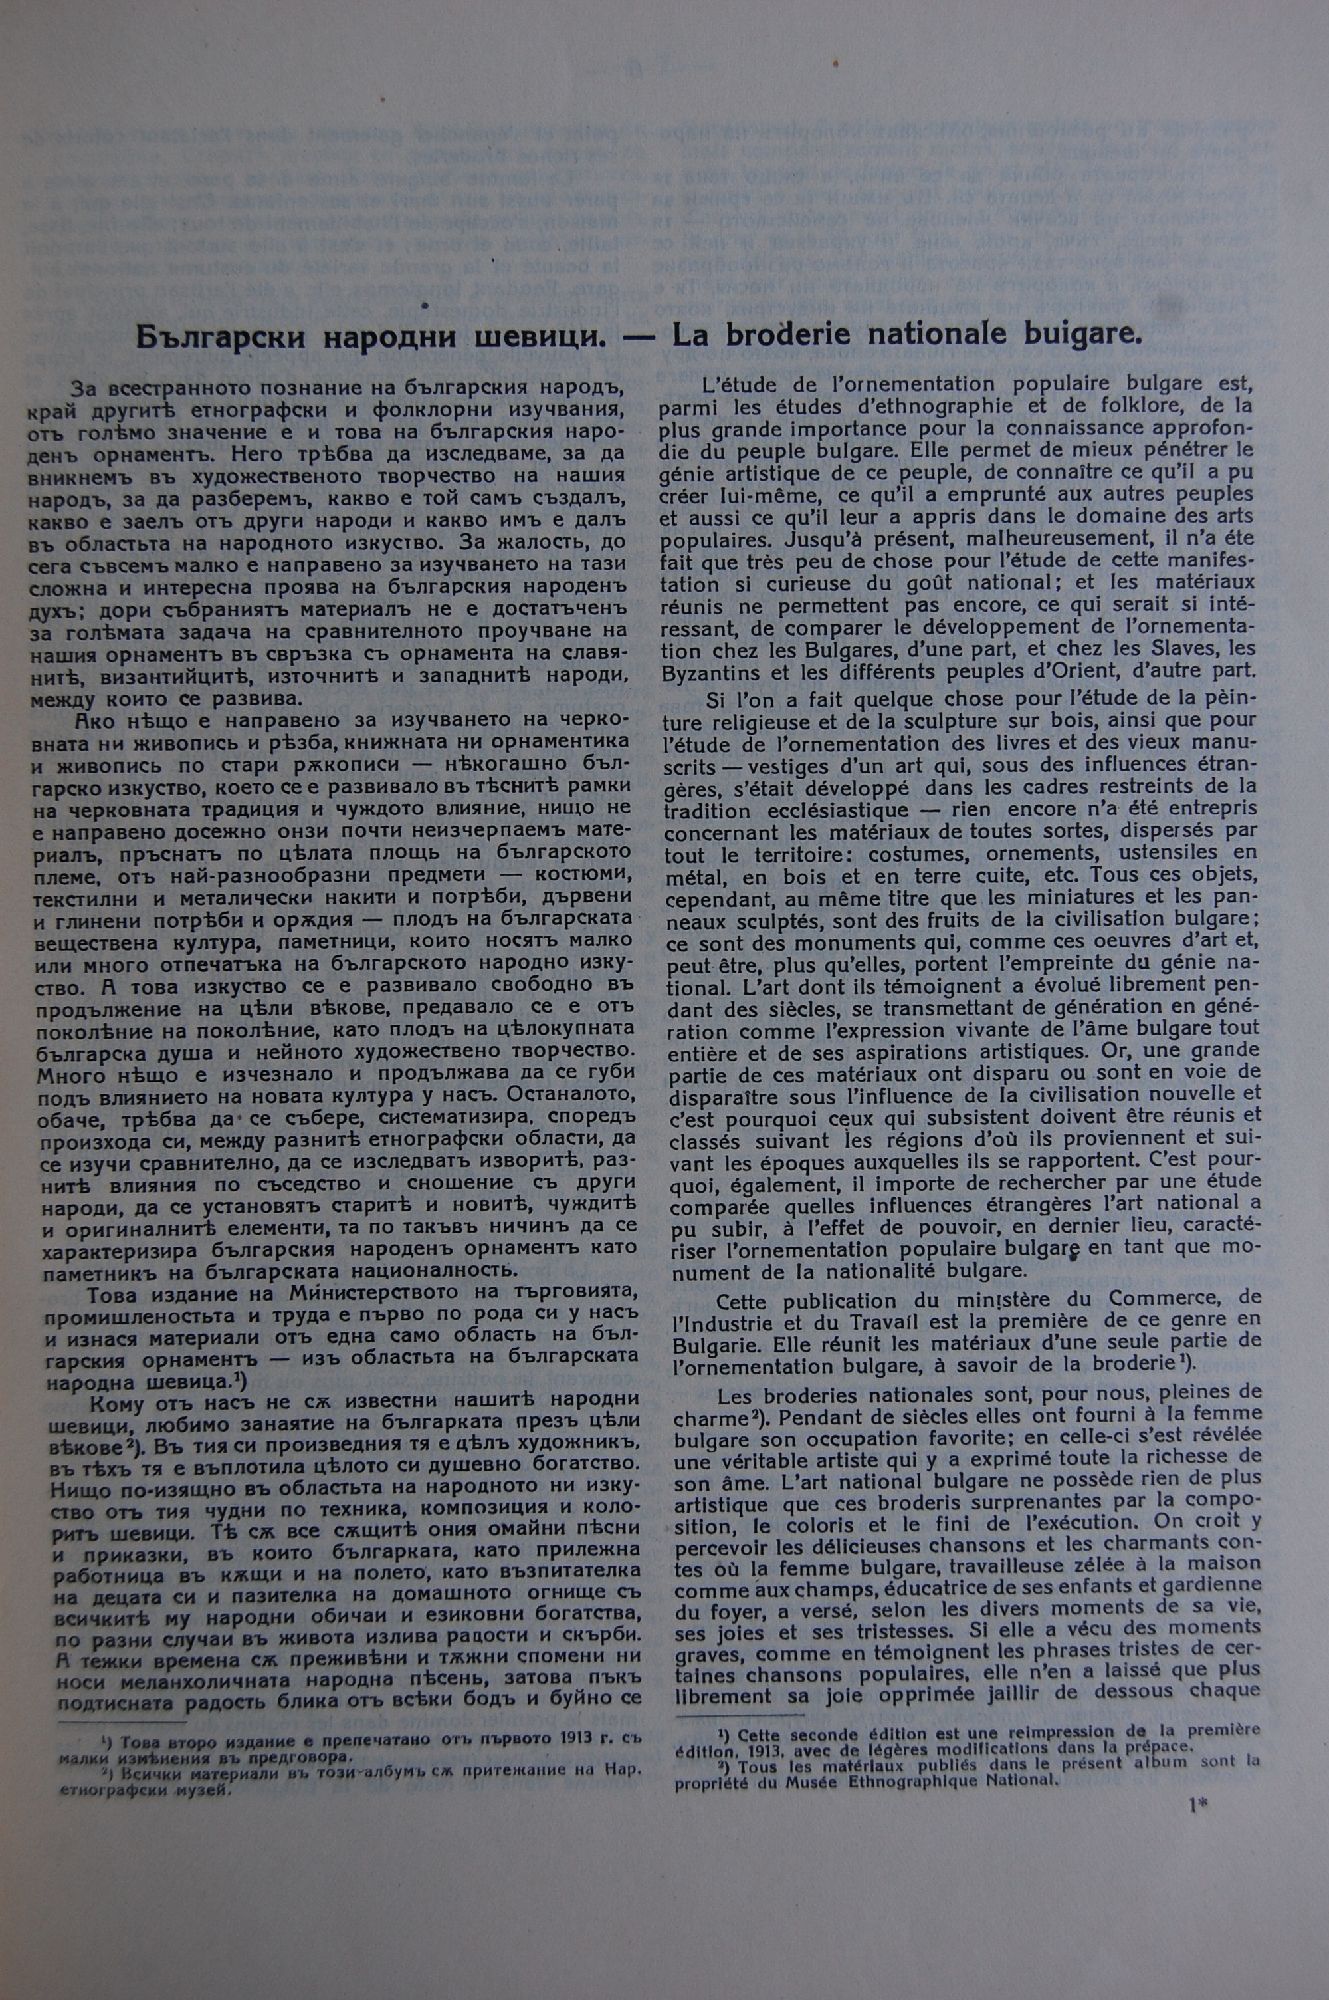 Български народни шевици. — La broderie nationale buigare.
За всестранното познание на българския народъ,
край другитѣ етнографски и фолклорни изучвания,
отъ голѣмо значение е и това на българския наро-
денъ орнаментъ. Него трѣбва да изследваме, за да
вникнемъ въ художественото творчество на нашия
народъ, за да разберемъ, какво е той самъ създалъ,
какво е заелъ отъ други народи и какво имъ е далъ
въ областьта на народното изкуство. За жалость, до
сега съвсемъ малко е направено за изучването на тази
сложна и интересна проява на българския народенъ
духъ; дори събраниятъ материалъ не е достатъченъ
за голѣмата задача на сравнителното проучване на
нашия орнаментъ въ свръзка съ орнамента на славя-
нитѣ, византийцитѣ, източнитѣ и западнитѣ народи,
между които се развива.
Ако нѣщо е направено за изучването на черко-
вната ни живопись и рѣзба, книжната ни орнаментика
и живопись по стари рѫкописи — нѣкогашно бъл-
гарско изкуство, което се е развивало въ тѣснитѣ рамки
на черковната традиция и чуждото влияние, нищо не
е направено досежно онзи почти неизчерпаемъ мате-
риалъ, пръснатъ по цѣлата площь на българското
племе, отъ най-разнообразни предмети — костюми,
текстилни и металически накити и потрѣби, дървени
и глинени потрѣби и орѫдия — плодъ на българската
веществена култура, паметници, които носятъ малко
или много отпечатъка на българското народно изку-
ство. А това изкуство се е развивало свободно въ
продължение на цѣли вѣкове, предавало се е отъ
поколѣние на поколѣние, като плодъ на цѣлокупната
българска душа и нейното художествено творчество.
Много нѣщо е изчезнало и продължава да се губи
подъ влиянието на новата култура у насъ. Останалото,
обаче, трѣбва да се събере, систематизира, споредъ
произхода си, между разнитѣ етнографски области, да
се изучи сравнително, да се изследватъ изворитѣ, раз-
нитѣ влияния по съседство и сношение съ други
народи, да се установятъ старитѣ и новитѣ, чуждитѣ
и оригиналнитѣ елементи, та по такъвъ ничинъ да се
характеризира българския народенъ орнаментъ като
паметникъ на българската националность.
Това издание на Министерството на търговията,
промишленостьта и труда е първо по рода си у насъ
и изнася материали отъ една само область на бъл-
гарския орнаментъ — изъ областьта на българската
народна шевица.¹)
Кому отъ насъ не сѫ известни нашитѣ народни
шевици, любимо занаятие на българката презъ цѣли
вѣкове²). Въ тия си произведния тя е цѣлъ художникъ,
въ тѣхъ тя е въплотила цѣлото си душевно богатство.
Нищо по-изящно въ областьта на народното ни изку-
ство отъ тия чудни по техника, композиция и коло-
ритъ шевици. Тѣ сѫ все сѫщитѣ ония омайни пѣсни
и приказки, въ които българката, като прилежна
работница въ кѫщи и на полето, като възпитателка
на децата си и пазителка на домашното огнище съ
всичкитѣ му народни обичаи и езиковни богатства,
по разни случаи въ живота излива радости и скърби.
А тежки времена сѫ преживѣни и тѫжни спомени ни
носи меланхоличната народна пѣсень, затова пъкъ
подтисната радость блика отъ всѣки бодъ и буйно се
¹) Това второ издание е препечатано отъ първото 1913 г. съ
малки измѣнения въ предговора.
²) Всички материали въ този албумъ сѫ притежание на Нар.
етнографски музей.
L'étude de l'ornementation populaire bulgare est,
parmi les études d'ethnographie et de folklore, de la
plus grande importance pour la connaissance approfon-
die du peuple bulgare. Elle permet de mieux pénétrer le
génie artistique de ce peuple, de connaître ce qu'il a pu
créer lui-même, ce qu'il a emprunté aux autres peuples
et aussi ce qu'il leur a appris dans le domaine des arts
populaires. Jusqu'à présent, malheureusement, il n'a éte
fait que très peu de chose pour l'étude de cette manifes-
tation si curieuse du goût national; et les matériaux
réunis ne permettent pas encore, ce qui serait si inté-
ressant, de comparer le développement de l'ornementa-
tion chez les Bulgares, d'une part, et chez les Slaves, les
Byzantins et les différents peuples d'Orient, d'autre part.
Si l'on a fait quelque chose pour l'étude de la pèin-
ture religieuse et de la sculpture sur bois, ainsi que pour
l'étude de l'ornementation des livres et des vieux manu-
scrits — vestiges d'un art qui, sous des influences étran-
gères, s'était développé dans les cadres restreints de la
tradition ecclésiastique — rien encore n'a été entrepris
concernant les matériaux de toutes sortes, dispersés par
tout le territoire: costumes, ornements, ustensiles en
métal, en bois et en terre cuite, etc. Tous ces objets,
cependant, au même titre que les miniatures et les pan-
neaux sculptés, sont des fruits de la civilisation bulgare;
ce sont des monuments qui, comme ces oeuvres d'art et,
peut être, plus qu'elles, portent l'empreinte du génie na-
tional. L'art dont ils témoignent a évolué librement pen-
dant des siècles, se transmettant de génération en géné-
ration comme l'expression vivante de l'âme bulgare tout
entière et de ses aspirations artistiques. Or, une grande
partie de ces matériaux ont disparu ou sont en voie de
disparaître sous l'influence de la civilisation nouvelle et
c'est pourquoi ceux qui subsistent doivent être réunis et
classés suivant les régions d'où ils proviennent et sui-
vant les époques auxquelles ils se rapportent. C'est pour-
quoi, également, il importe de rechercher par une étude
comparée quelles influences étrangères l'art national a
pu subir, à l'effet de pouvoir, en dernier lieu, caracté-
riser l'ornementation populaire bulgare en tant que mo-
nument de la nationalité bulgare.
Cette publication du ministère du Commerce, de
l'Industrie et du Travail est la première de ce genre en
Bulgarie. Elle réunit les matériaux d'une seule partie de
l'ornementation bulgare, à savoir de la broderie¹).
Les broderies nationales sont, pour nous, pleines de
charme²). Pendant de siècles elles ont fourni à la femme
bulgare son occupation favorite; en celle-ci s'est révélée
une véritable artiste qui y a exprimé toute la richesse de
son âme. L'art national bulgare ne possède rien de plus
artistique que ces broderis surprenantes par la compo-
sition, le coloris et le fini de l'exécution. On croit y
percevoir les délicieuses chansons et les charmants con-
tes où la femme bulgare, travailleuse zélée à la maison
comme aux champs, éducatrice de ses enfants et gardienne
du foyer, a versé, selon les divers moments de sa vie,
ses joies et ses tristesses. Si elle a vécu des moments
graves, comme en témoignent les phrases tristes de cer-
taines chansons populaires, elle n'en a laissé que plus
librement sa joie opprimée jaillir de dessous chaque
¹) Cette seconde édition est une reimpression de la première
édition, 1913, avec de légères modifications dans la prépace.
²) Tous les matériaux publiés dans le présent album sont la
propriété du Musée Ethnographique National.
1*